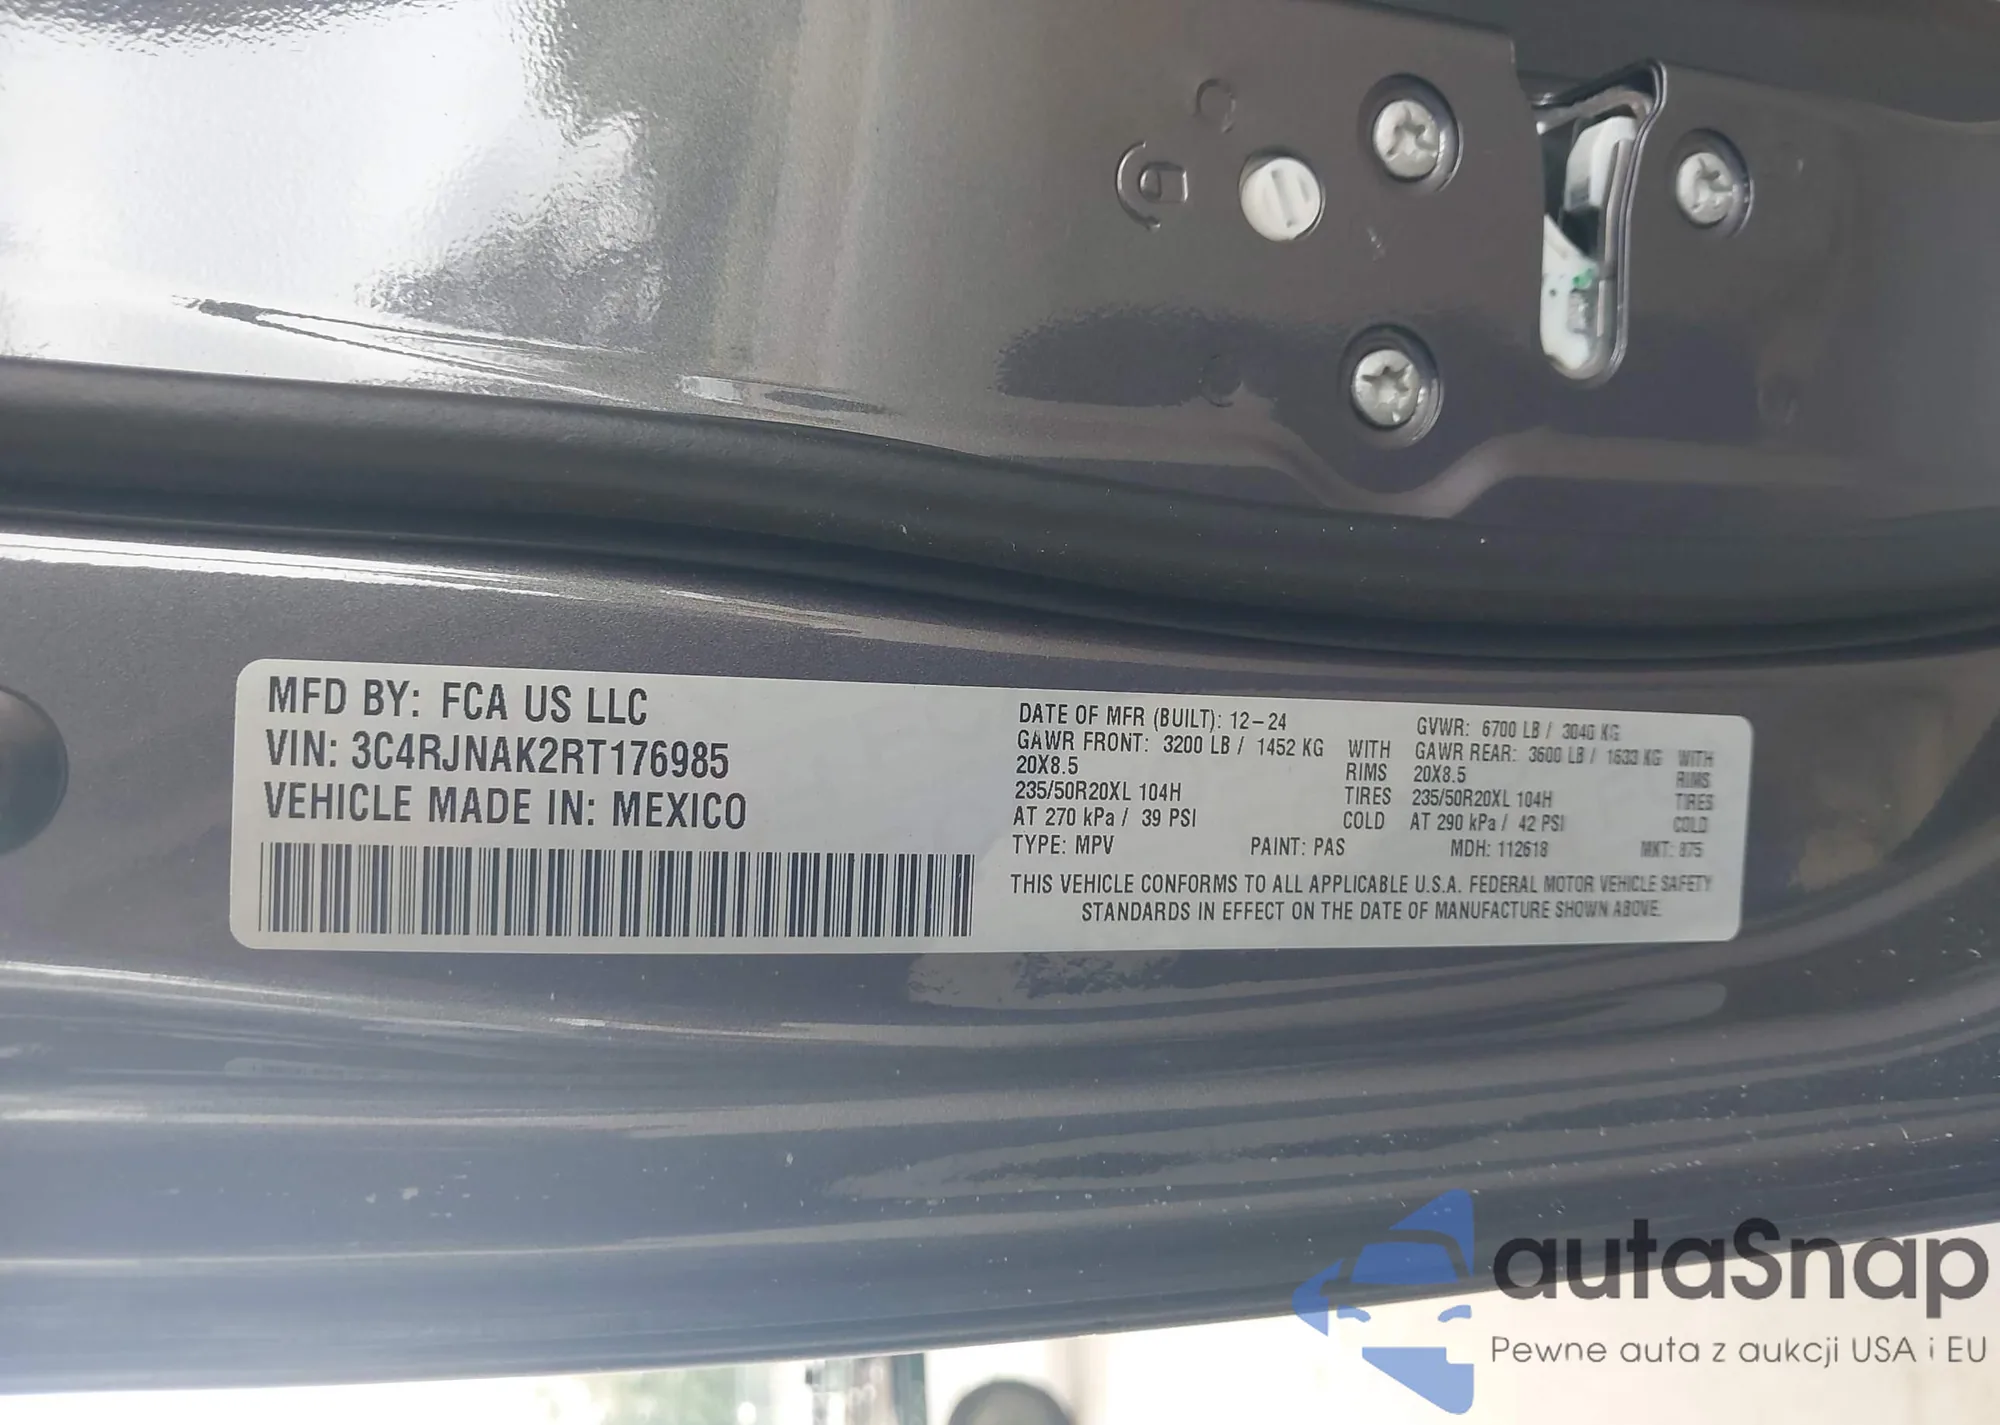 MFD BY: FCA US LLC
VIN: 3C4RJNAK2RT176985
VEHICLE MADE IN: MEXICO
DATE OF MFR (BUILT): 12-24 GVWR: 6700 LB / 3040 KG
GAWR FRONT: 3200 LB / 1452 KG WITH GAWR REAR: 3600 LB / 1633 KG WITH
20X8.5 RIMS 20X8.5 RIMS
235/50R20XL 104H TIRES 235/50R20XL 104H TIRES
AT 270 kPa / 39 PSI COLD AT 290 kPa / 42 PSI COLD
TYPE: MPV PAINT: PAS MDH: 112618 MKT: 875
THIS VEHICLE CONFORMS TO ALL APPLICABLE U.S.A. FEDERAL MOTOR VEHICLE SAFETY
STANDARDS IN EFFECT ON THE DATE OF MANUFACTURE SHOWN ABOVE.
autaSnap
Pewne auta z aukcji USA i EU